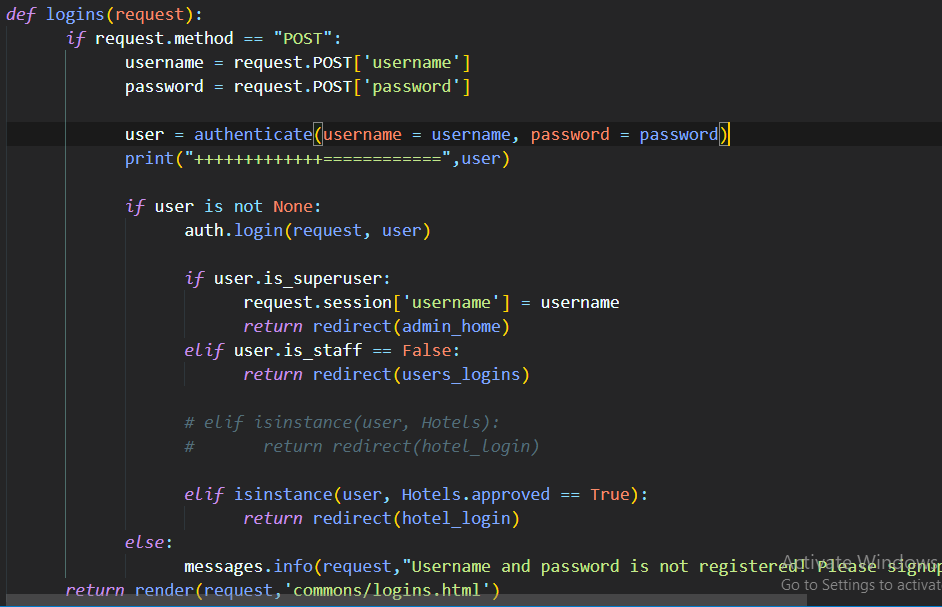 def logins(request):
if request.method == "POST":
username = request.POST['username']
password = request.POST['password']
user = authenticate(username = username, password = password)
print("+++++++++++++============",user)
if user is not None:
auth.login(request, user)
if user.is_superuser:
request.session['username'] = username
return redirect(admin_home)
elif user.is_staff == False:
return redirect(users_logins)
# elif isinstance(user, Hotels):
#       return redirect(hotel_login)
elif isinstance(user, Hotels.approved == True):
return redirect(hotel_login)
else:
messages.info(request,"Username and password is not registered! Please signup
Activate Windows
return render(request,'commons/logins.html')
Go to Settings to activat